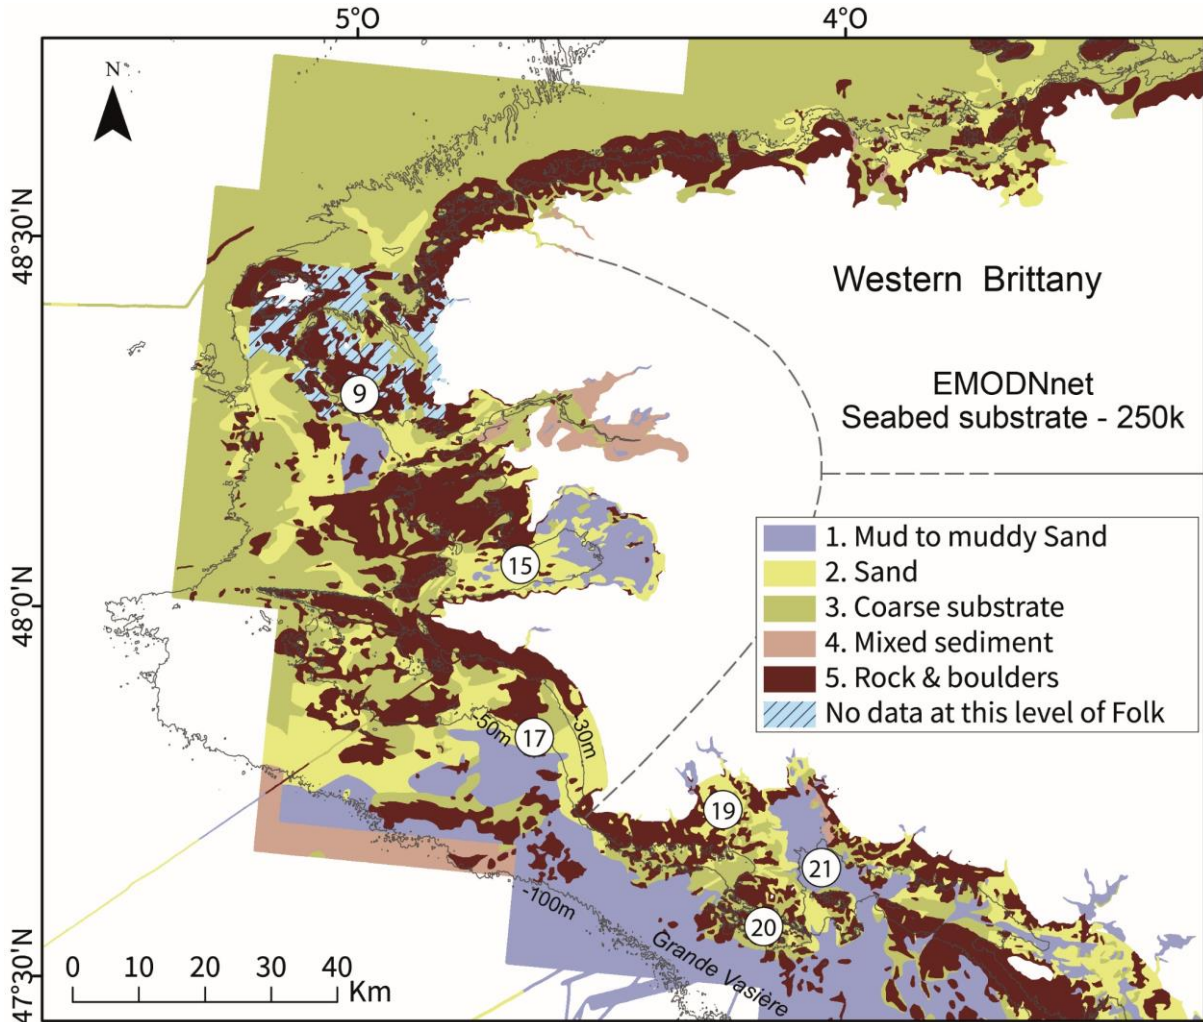 5°O
4°O
N
48°30'N
Western Brittany
EMODNnet
Seabed substrate - 250k
9
1. Mud to muddy Sand
2. Sand
3. Coarse substrate
4. Mixed sediment
5. Rock & boulders
No data at this level of Folk
15
48°0'N
-50m
17
-30m
19
21
20
-100m
Grande Vasière
47°30'N
0 10 20 30 40
Km